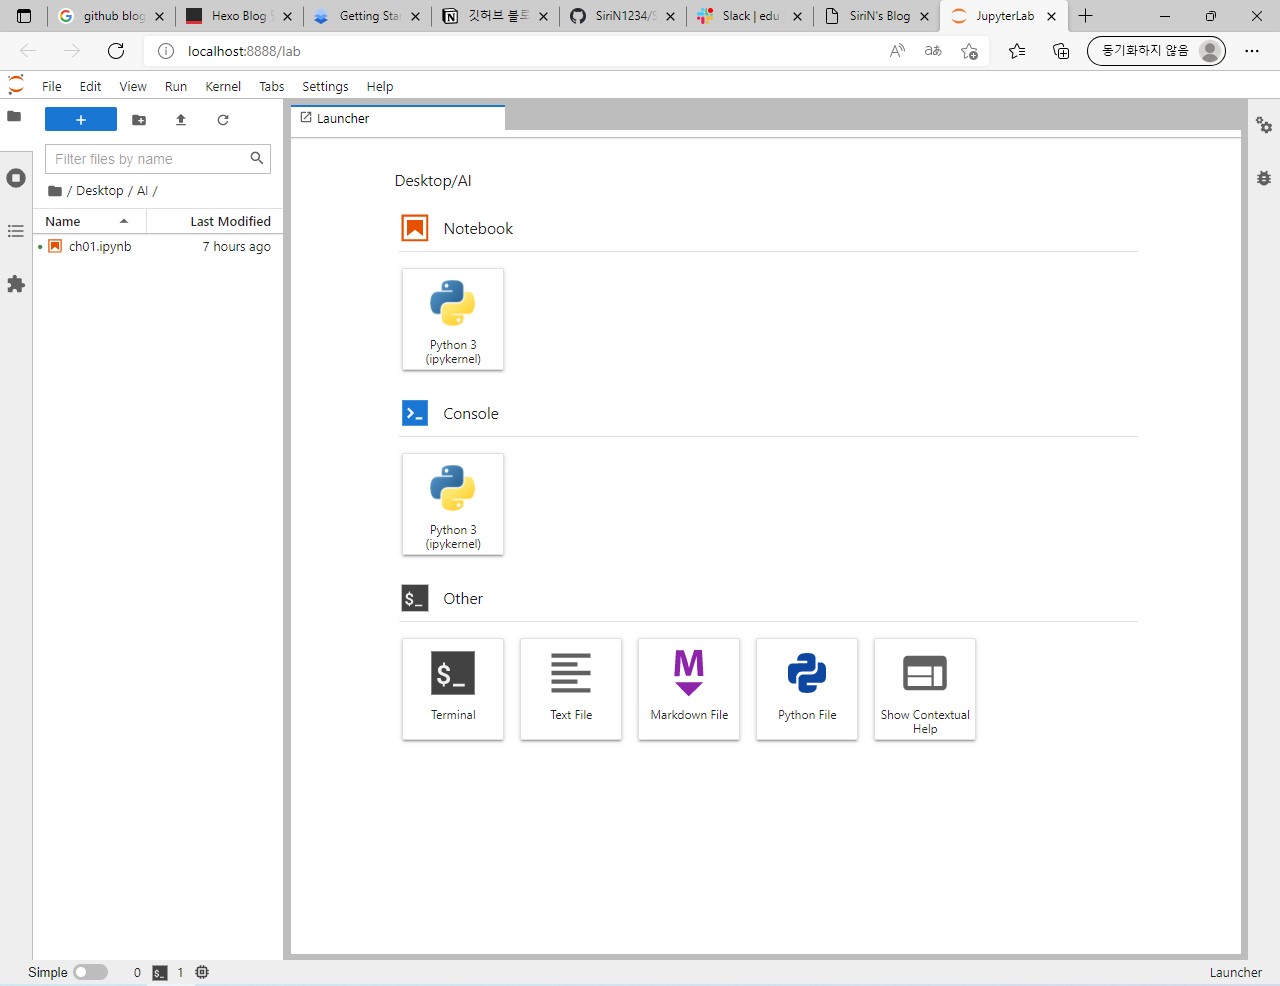 github blog
Hexo Blog
Getting Sta
깃허브 블로
SiriN1234/S
Slack | edu
SiriN's Blog
JupyterLab
localhost:8888/lab
동기화하지 않음
File Edit View Run Kernel Tabs Settings Help
Launcher
Filter files by name
/ Desktop / AI /
Name Last Modified
ch01.ipynb 7 hours ago
Desktop/AI
Notebook
Python 3
(ipykernel)
Console
Python 3
(ipykernel)
$_ Other
$_
Terminal
Text File
M
Markdown File
Python File
Show Contextual
Help
Simple 0 $_ 1 Launcher